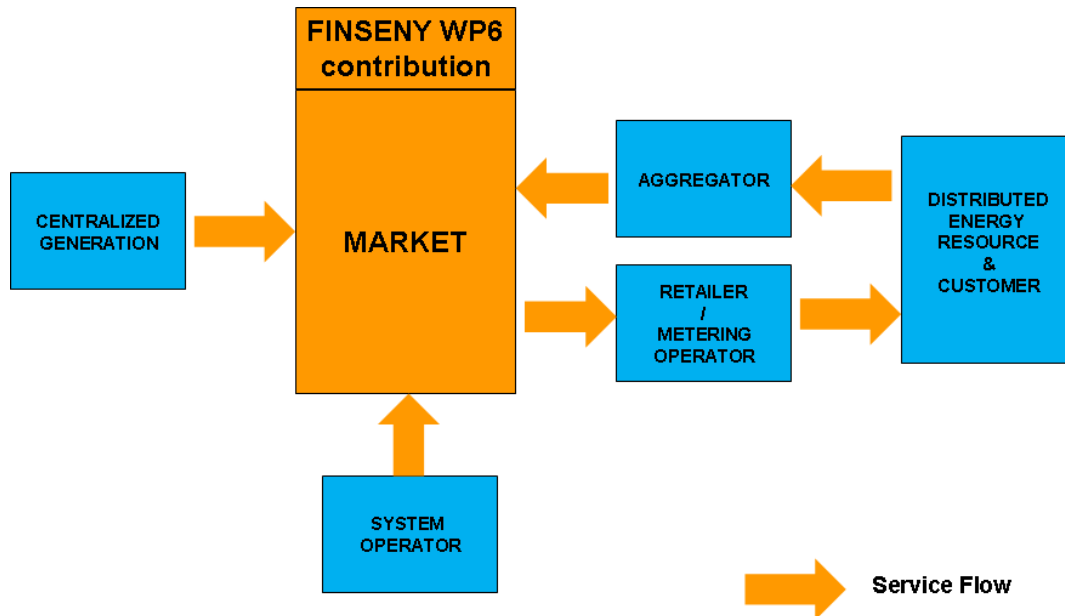 FINSENY WP6
contribution
MARKET
CENTRALIZED
GENERATION
AGGREGATOR
DISTRIBUTED
ENERGY
RESOURCE
&
CUSTOMER
RETAILER
/
METERING
OPERATOR
SYSTEM
OPERATOR
Service Flow